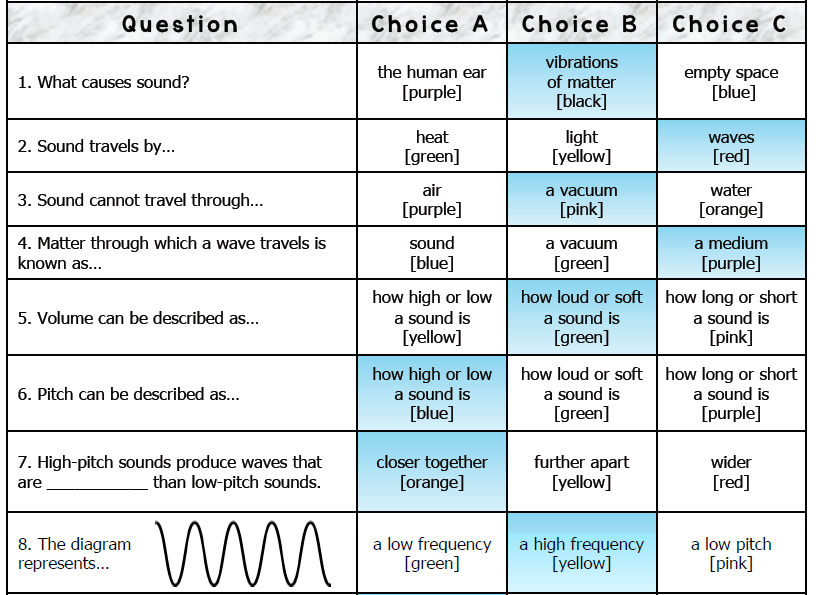 Question Choice A Choice B Choice C
1. What causes sound?
the human ear
[purple]
vibrations
of matter
[black]
empty space
[blue]
2. Sound travels by...
heat
[green]
light
[yellow]
waves
[red]
3. Sound cannot travel through...
air
[purple]
a vacuum
[pink]
water
[orange]
4. Matter through which a wave travels is
known as...
sound
[blue]
a vacuum
[green]
a medium
[purple]
5. Volume can be described as...
how high or low
a sound is
[yellow]
how loud or soft
a sound is
[green]
how long or short
a sound is
[pink]
6. Pitch can be described as...
how high or low
a sound is
[blue]
how loud or soft
a sound is
[green]
how long or short
a sound is
[purple]
7. High-pitch sounds produce waves that
are ___________ than low-pitch sounds.
closer together
[orange]
further apart
[yellow]
wider
[red]
8. The diagram
represents...
a low frequency
[green]
a high frequency
[yellow]
a low pitch
[pink]